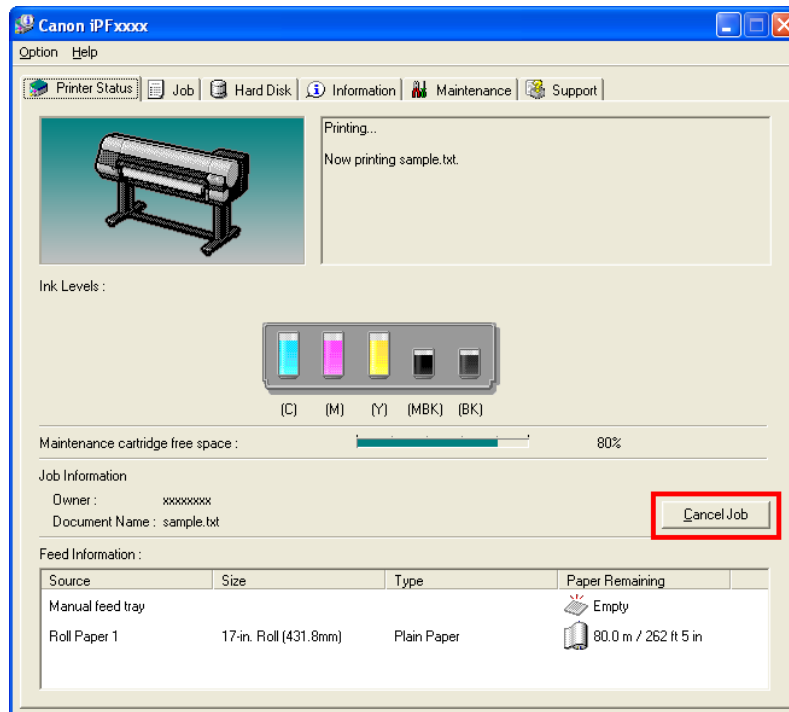 Canon iPFxxxx
Option Help
Printer Status Job Hard Disk Information Maintenance Support
Printing...
Now printing sample.txt.
Ink Levels :
(C) (M) (Y) (MBK) (BK)
Maintenance cartridge free space : 80%
Job Information
Owner : xxxxxxxx
Document Name : sample.txt
Cancel Job
Feed Information :
Source Size Type Paper Remaining
Manual feed tray Empty
Roll Paper 1 17-in. Roll (431.8mm) Plain Paper 80.0 m / 262 ft 5 in